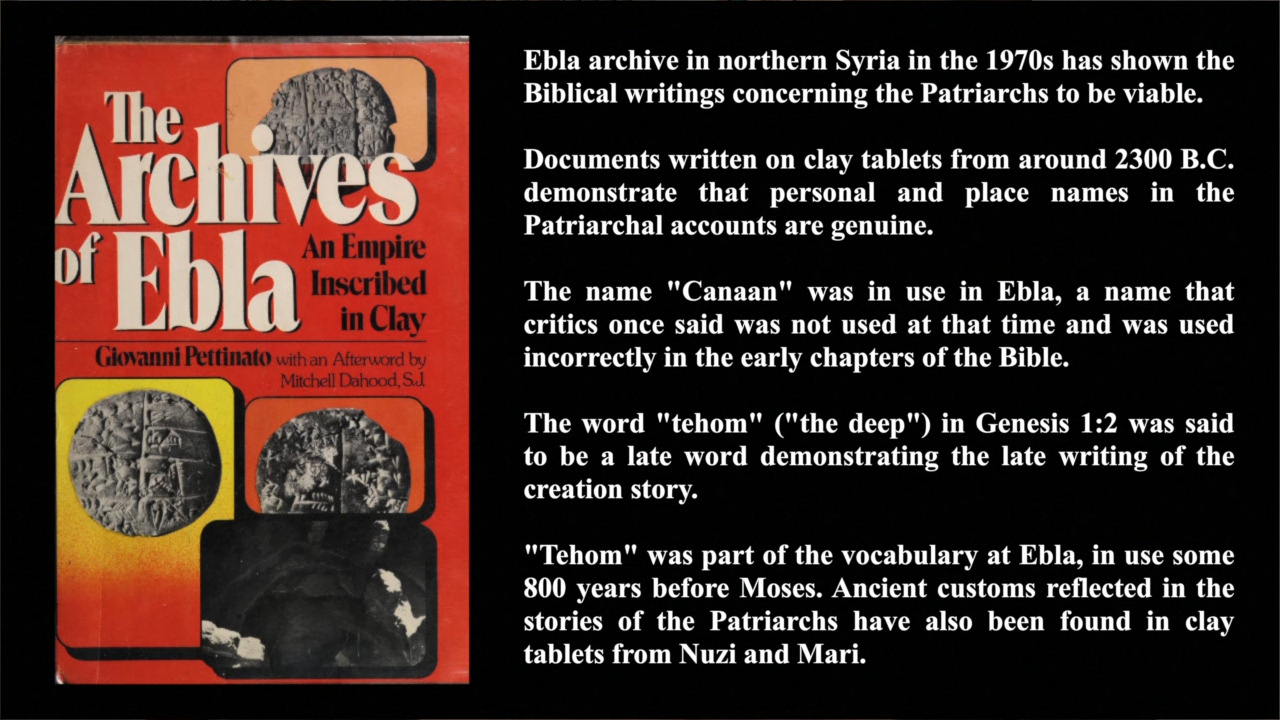 The
Archives
of Ebla
An Empire
Inscribed
in Clay
Giovanni Pettinato with an Afterword by
Mitchell Dahood, S.J.
Ebla archive in northern Syria in the 1970s has shown the
Biblical writings concerning the Patriarchs to be viable.
Documents written on clay tablets from around 2300 B.C.
demonstrate that personal and place names in the
Patriarchal accounts are genuine.
The name "Canaan" was in use in Ebla, a name that
critics once said was not used at that time and was used
incorrectly in the early chapters of the Bible.
The word "tehom" ("the deep") in Genesis 1:2 was said
to be a late word demonstrating the late writing of the
creation story.
"Tehom" was part of the vocabulary at Ebla, in use some
800 years before Moses. Ancient customs reflected in the
stories of the Patriarchs have also been found in clay
tablets from Nuzi and Mari.